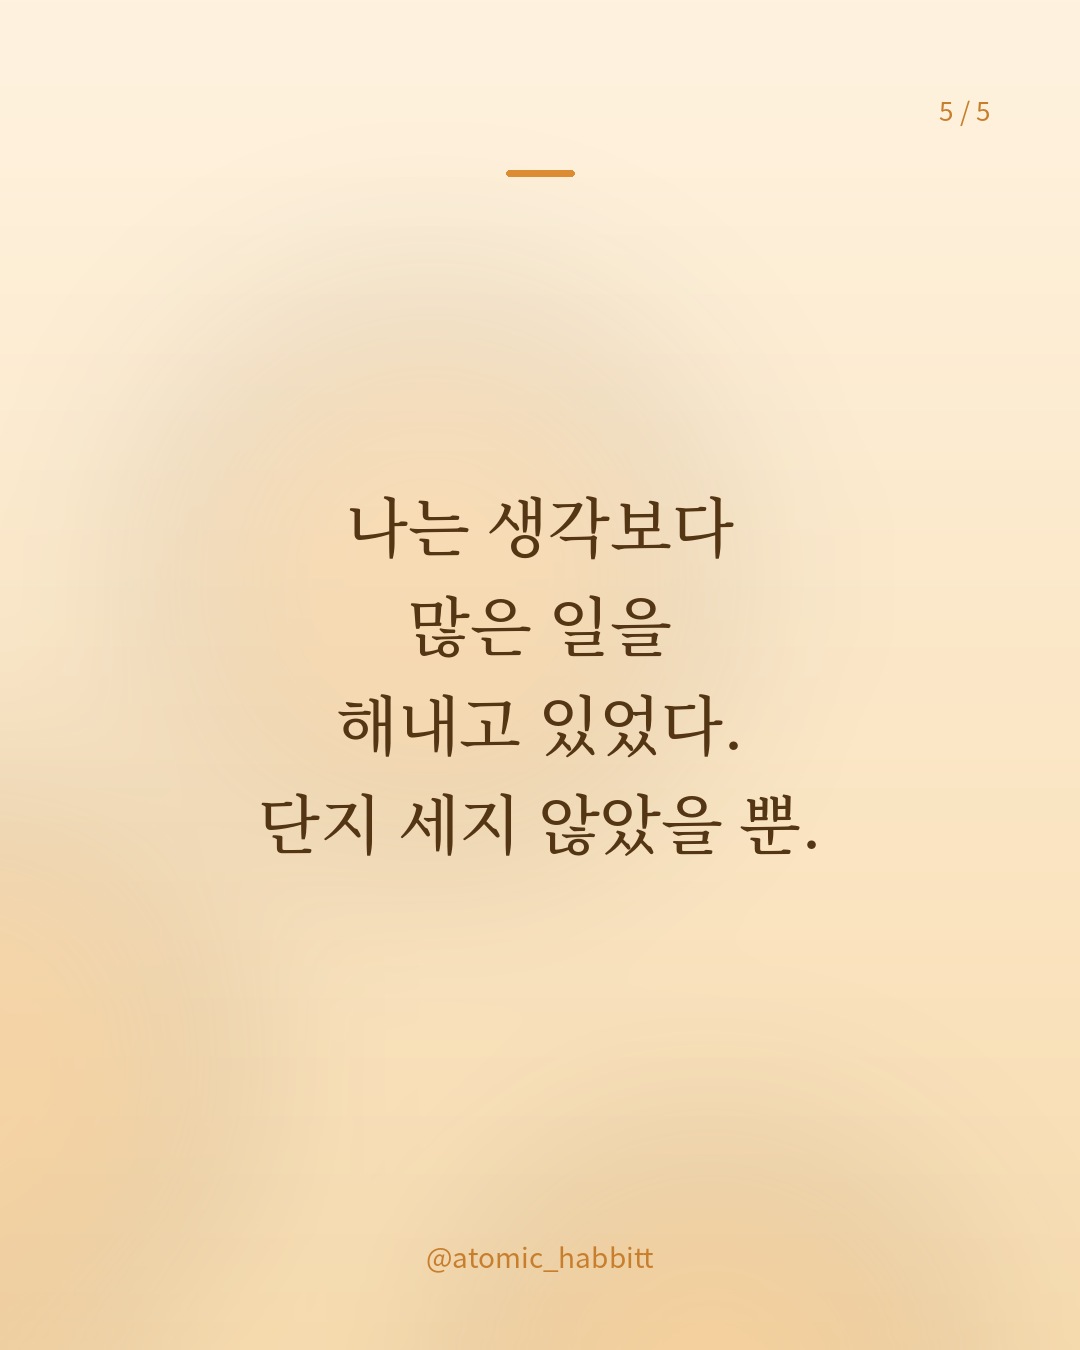 5 / 5
나는 생각보다
많은 일을
해내고 있었다.
단지 세지 않았을 뿐.
@atomic_habbitt